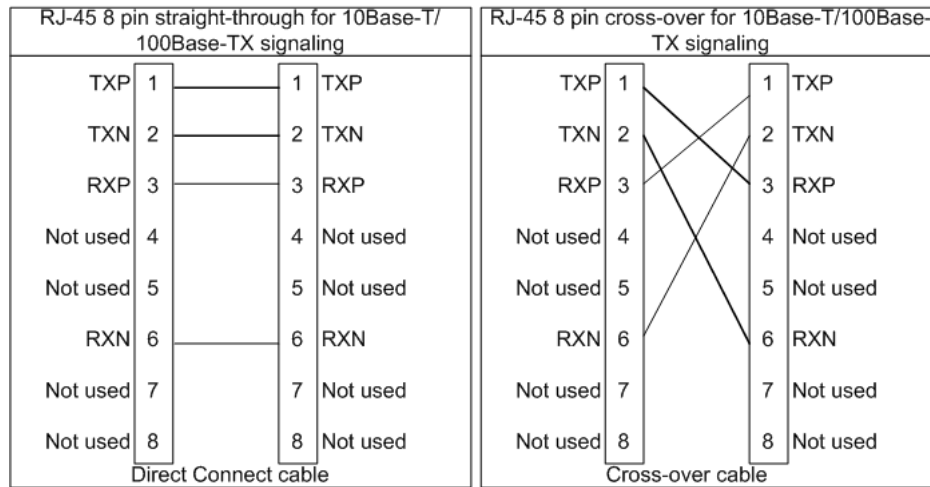 RJ-45 8 pin straight-through for 10Base-T/
100Base-TX signaling
TXP 1 1 TXP
TXN 2 2 TXN
RXP 3 3 RXP
Not used 4 4 Not used
Not used 5 5 Not used
RXN 6 6 RXN
Not used 7 7 Not used
Not used 8 8 Not used
Direct Connect cable
RJ-45 8 pin cross-over for 10Base-T/100Base-
TX signaling
TXP 1 1 TXP
TXN 2 2 TXN
RXP 3 3 RXP
Not used 4 4 Not used
Not used 5 5 Not used
RXN 6 6 RXN
Not used 7 7 Not used
Not used 8 8 Not used
Cross-over cable